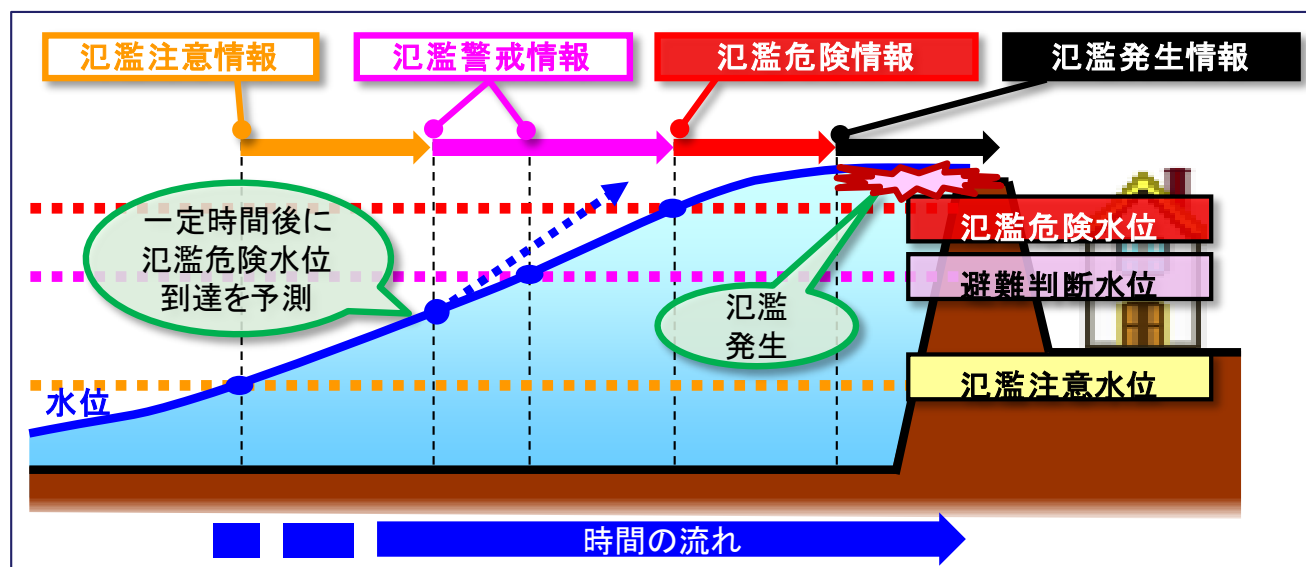 氾濫注意情報
氾濫警戒情報
氾濫危険情報
氾濫発生情報
一定時間後に
氾濫危険水位
到達を予測
氾濫
発生
氾濫危険水位
避難判断水位
氾濫注意水位
水位
時間の流れ